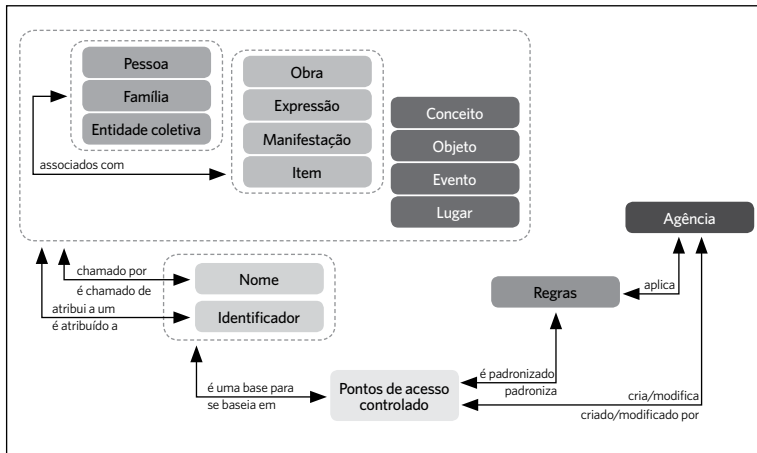 Pessoa
Família
Entidade coletiva
associados com
Obra
Expressão
Manifestação
Item
Conceito
Objeto
Evento
Lugar
Agência
chamado por
é chamado de
atribui a um
é atribuído a
Nome
Identificador
Regras
aplica
é uma base para
se baseia em
Pontos de acesso
controlado
é padronizado
padroniza
cria/modifica
criado/modificado por